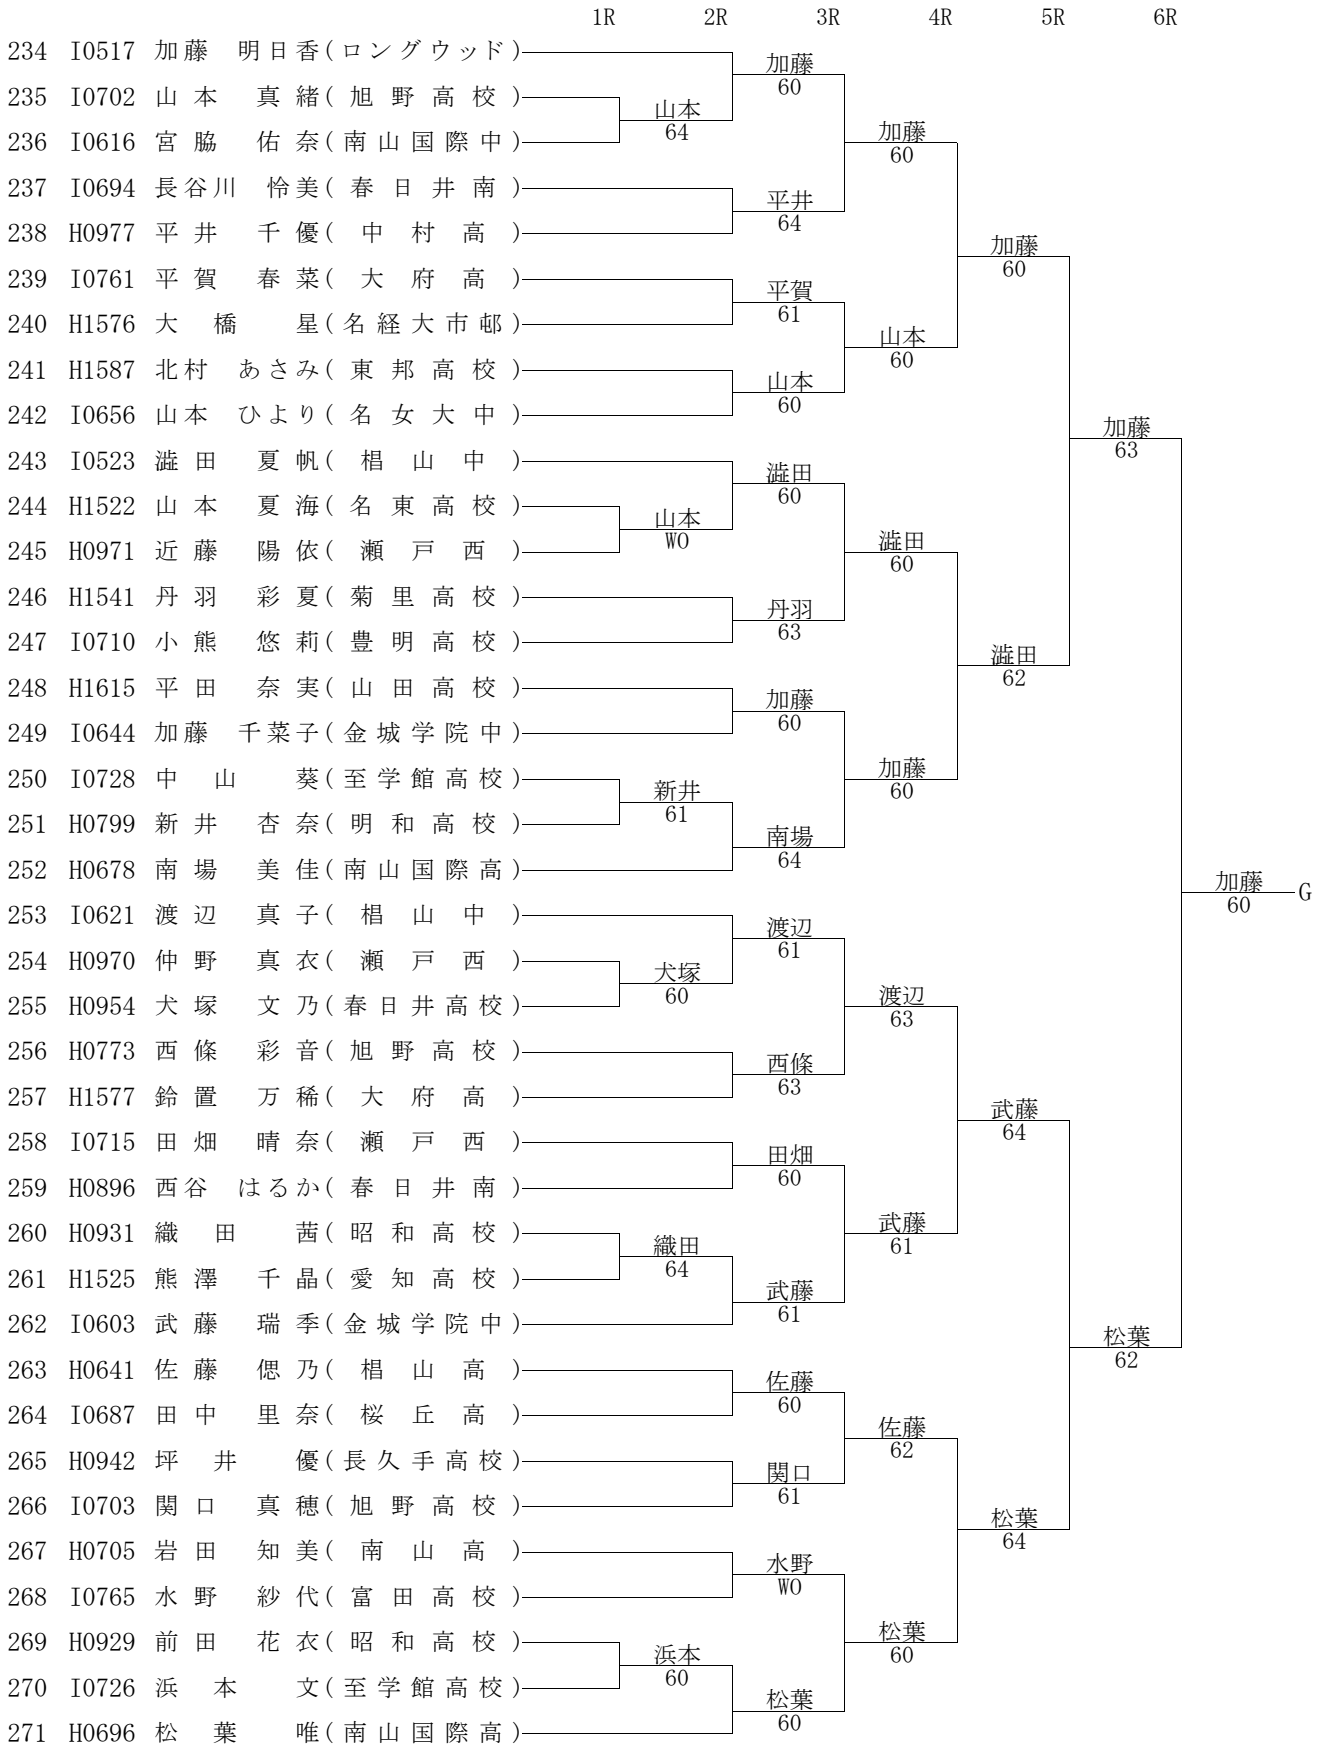 1R 2R 3R 4R 5R 6R
234 I0517 加藤 明日香(ロングウッド)
加藤
60
235 I0702 山本 真緒(旭野高校)
山本
64
236 I0616 宮脇 佑奈(南山国際中)
加藤
60
237 I0694 長谷川 怜美(春日井南)
平井
64
238 H0977 平井 千優(中村高)
加藤
60
239 I0761 平賀 春菜(大府高)
平賀
61
240 H1576 大橋 星(名経大市邨)
山本
60
241 H1587 北村 あさみ(東邦高校)
山本
60
242 I0656 山本 ひより(名女大中)
加藤
63
243 I0523 澁田 夏帆(椙山中)
澁田
60
244 H1522 山本 夏海(名東高校)
山本
WO
245 H0971 近藤 陽依(瀬戸西)
澁田
60
246 H1541 丹羽 彩夏(菊里高校)
丹羽
63
247 I0710 小熊 悠莉(豊明高校)
澁田
62
248 H1615 平田 奈実(山田高校)
加藤
60
249 I0644 加藤 千菜子(金城学院中)
加藤
60
250 I0728 中山 葵(至学館高校)
新井
61
251 H0799 新井 杏奈(明和高校)
南場
64
252 H0678 南場 美佳(南山国際高)
加藤
60
G
253 I0621 渡辺 真子(椙山中)
渡辺
61
254 H0970 仲野 真衣(瀬戸西)
犬塚
60
255 H0954 犬塚 文乃(春日井高校)
渡辺
63
256 H0773 西條 彩音(旭野高校)
西條
63
257 H1577 鈴置 万稀(大府高)
武藤
64
258 I0715 田畑 晴奈(瀬戸西)
田畑
60
259 H0896 西谷 はるか(春日井南)
武藤
61
260 H0931 織田 茜(昭和高校)
織田
64
261 H1525 熊澤 千晶(愛知高校)
武藤
61
262 I0603 武藤 瑞季(金城学院中)
松葉
62
263 H0641 佐藤 偲乃(椙山高)
佐藤
60
264 I0687 田中 里奈(桜丘高)
佐藤
62
265 H0942 坪井 優(長久手高校)
関口
61
266 I0703 関口 真穂(旭野高校)
松葉
64
267 H0705 岩田 知美(南山高)
水野
WO
268 I0765 水野 紗代(富田高校)
松葉
60
269 H0929 前田 花衣(昭和高校)
浜本
60
270 I0726 浜本 文(至学館高校)
松葉
60
271 H0696 松葉 唯(南山国際高)